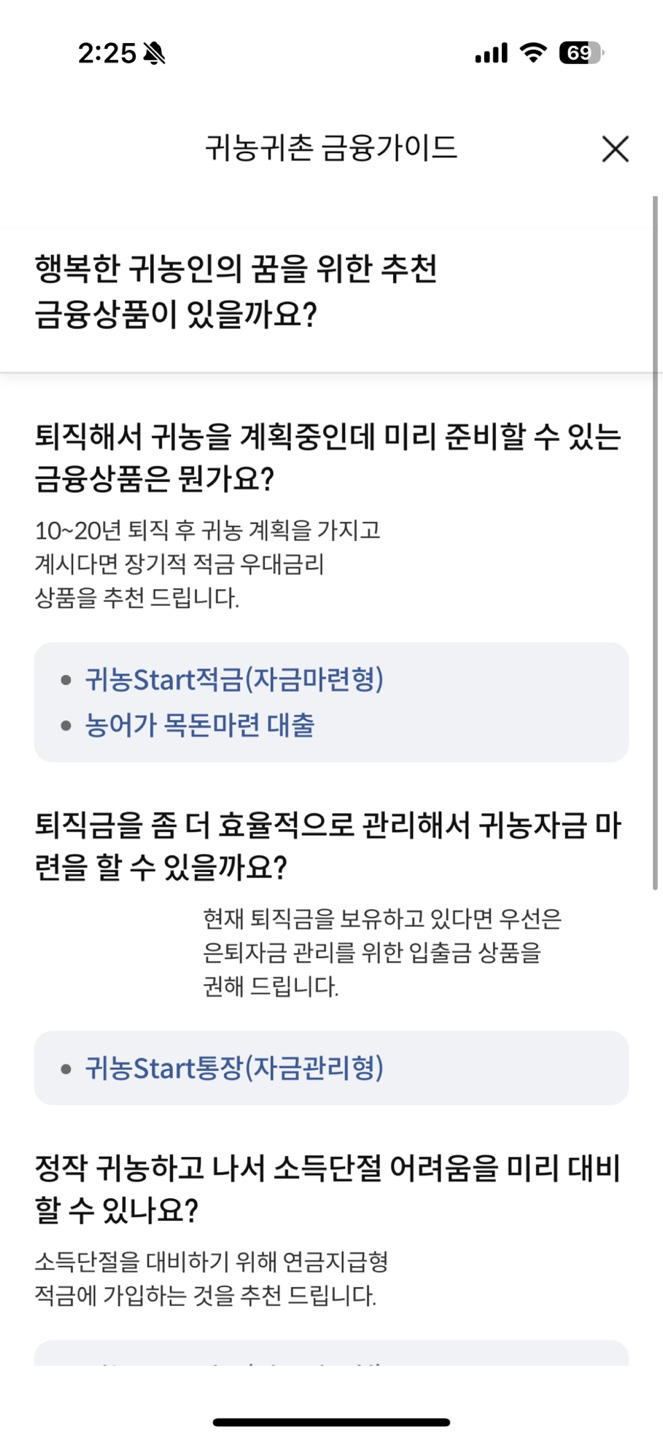 2:25
69
귀농귀촌 금융가이드
행복한 귀농인의 꿈을 위한 추천
금융상품이 있을까요?
퇴직해서 귀농을 계획중인데 미리 준비할 수 있는
금융상품은 뭔가요?
10~20년 퇴직 후 귀농 계획을 가지고
계시다면 장기적 적금 우대금리
상품을 추천 드립니다.
• 귀농Start적금(자금마련형)
• 농어가 목돈마련 대출
퇴직금을 좀 더 효율적으로 관리해서 귀농자금 마
련을 할 수 있을까요?
현재 퇴직금을 보유하고 있다면 우선은
은퇴자금 관리를 위한 입출금 상품을
권해 드립니다.
• 귀농Start통장(자금관리형)
정작 귀농하고 나서 소득단절 어려움을 미리 대비
할 수 있나요?
소득단절을 대비하기 위해 연금지급형
적금에 가입하는 것을 추천 드립니다.